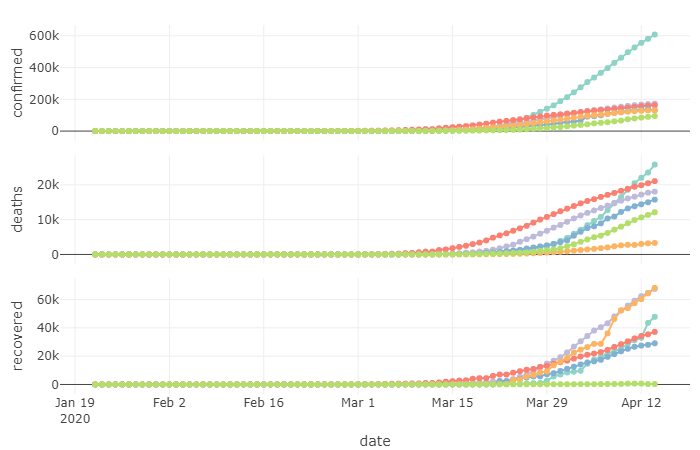 600k
400k
200k
0
confirmed
20k
10k
0
deaths
60k
40k
20k
0
recovered
Jan 19 Feb 2 Feb 16 Mar 1 Mar 15 Mar 29 Apr 12
2020
date